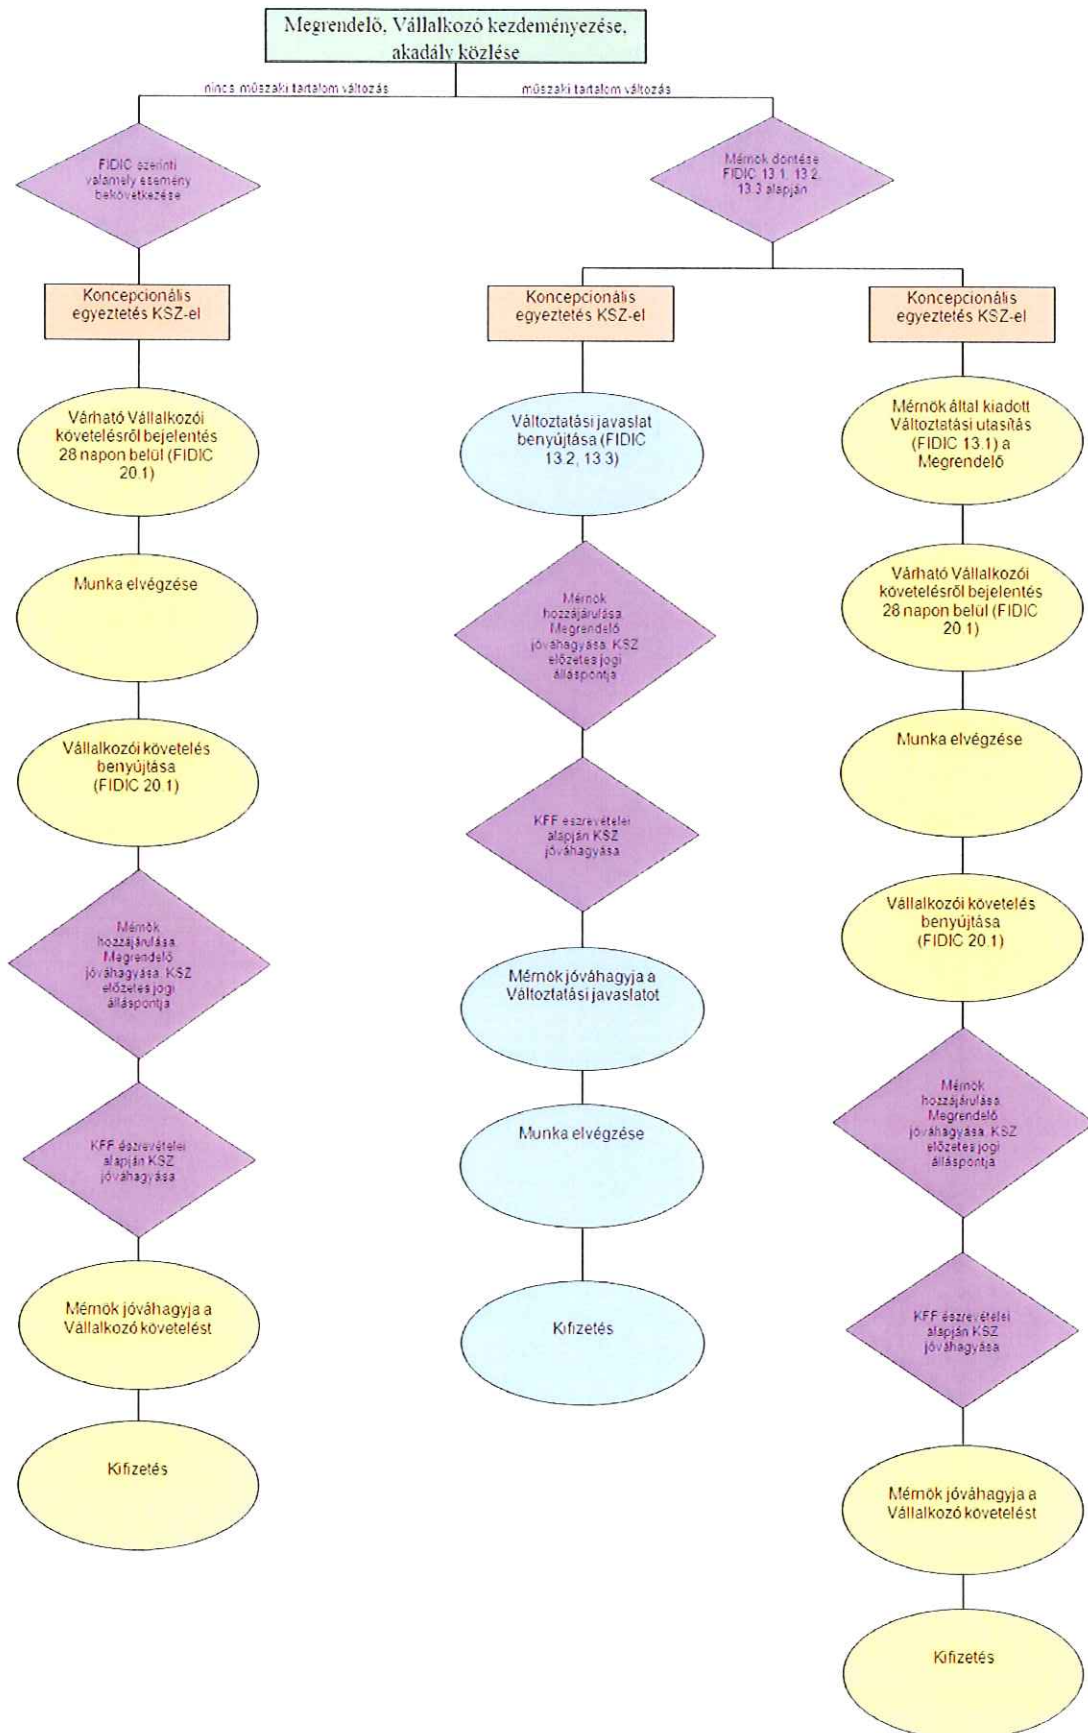 Megrendelő, Vállalkozó kezdeményezése,
akadály közlése
nincs műszaki tartalom változás
műszaki tartalom változás
FIDIC szerinti
valamely esemény
bekövetkezése
Koncepcionális
egyeztetés KSZ-el
Várható Vállalkozói
követelésről bejelentés
28 napon belül (FIDIC
20.1)
Munka elvégzése
Vállalkozói követelés
benyújtása
(FIDIC 20.1)
Mérnök
hozzájárulása
Megrendelő
jóváhagyása, KSZ
előzetes jogi
álláspontja
KFF észrevételei
alapján KSZ
jóváhagyása
Mérnök jóváhagyja a
Vállalkozó követelést
Kifizetés
Mérnök döntése
FIDIC 13.1, 13.2,
13.3 alapján
Koncepcionális
egyeztetés KSZ-el
Változtatási javaslat
benyújtása (FIDIC
13.2, 13.3)
Mérnök
hozzájárulása
Megrendelő
jóváhagyása, KSZ
előzetes jogi
álláspontja
KFF észrevételei
alapján KSZ
jóváhagyása
Mérnök jóváhagyja a
Változtatási javaslatot
Munka elvégzése
Kifizetés
Koncepcionális
egyeztetés KSZ-el
Mérnök által kiadott
Változtatási utasítás
(FIDIC 13.1) a
Megrendelő
Várható Vállalkozói
követelésről bejelentés
28 napon belül (FIDIC
20.1)
Munka elvégzése
Vállalkozói követelés
benyújtása
(FIDIC 20.1)
Mérnök
hozzájárulása
Megrendelő
jóváhagyása, KSZ
előzetes jogi
álláspontja
KFF észrevételei
alapján KSZ
jóváhagyása
Mérnök jóváhagyja a
Vállalkozó követelést
Kifizetés